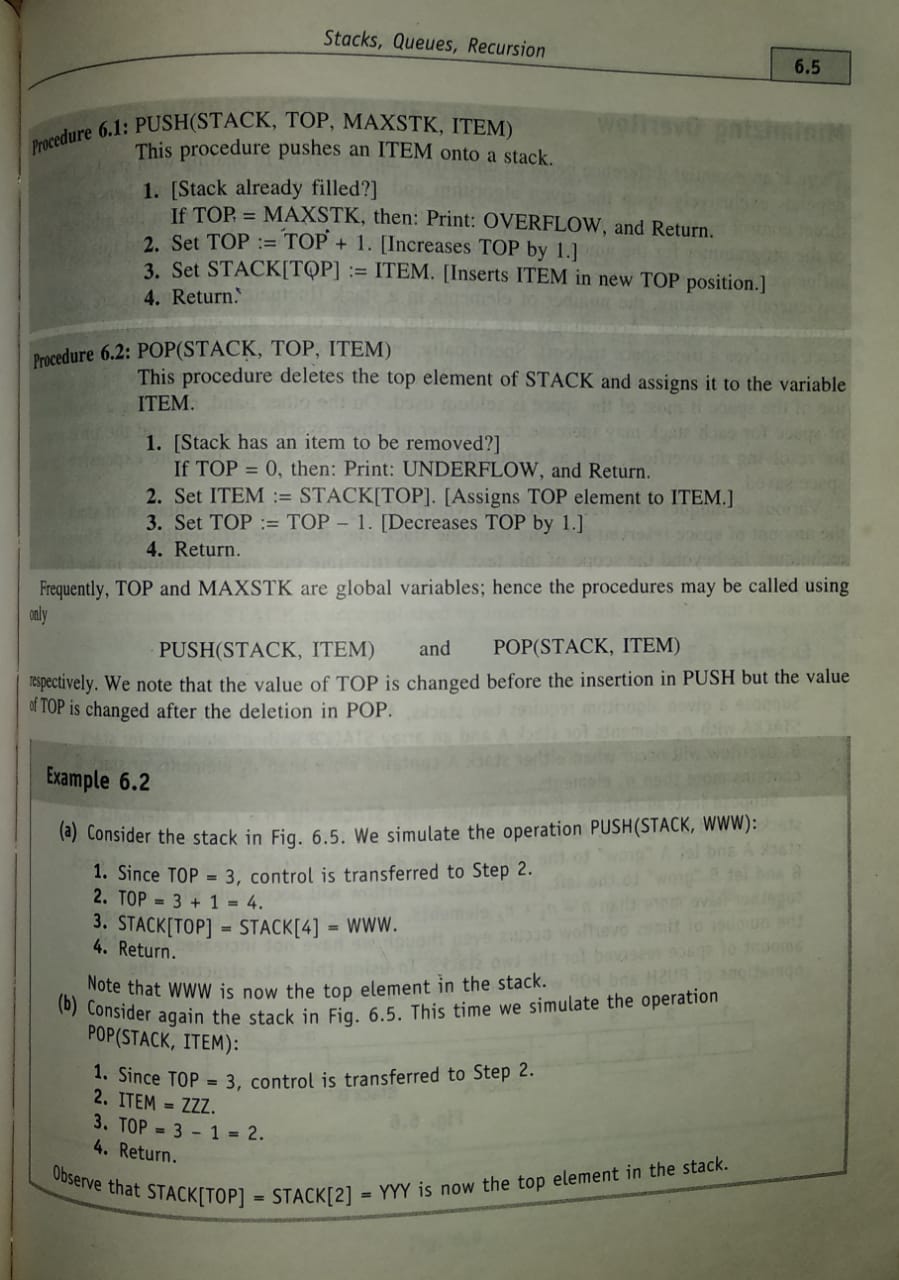 Stacks, Queues, Recursion
6.5
Procedure 6.1: PUSH(STACK, TOP, MAXSTK, ITEM)
This procedure pushes an ITEM onto a stack.
1. [Stack already filled?]
If TOP = MAXSTK, then: Print: OVERFLOW, and Return.
2. Set TOP := TOP + 1. [Increases TOP by 1.]
3. Set STACK[TOP] := ITEM. [Inserts ITEM in new TOP position.]
4. Return.
Procedure 6.2: POP(STACK, TOP, ITEM)
This procedure deletes the top element of STACK and assigns it to the variable
ITEM.
1. [Stack has an item to be removed?]
If TOP = 0, then: Print: UNDERFLOW, and Return.
2. Set ITEM := STACK[TOP]. [Assigns TOP element to ITEM.]
3. Set TOP := TOP – 1. [Decreases TOP by 1.]
4. Return.
Frequently, TOP and MAXSTK are global variables; hence the procedures may be called using
only
PUSH(STACK, ITEM) and POP(STACK, ITEM)
respectively. We note that the value of TOP is changed before the insertion in PUSH but the value
of TOP is changed after the deletion in POP.
Example 6.2
(a) Consider the stack in Fig. 6.5. We simulate the operation PUSH(STACK, WWW):
1. Since TOP = 3, control is transferred to Step 2.
2. TOP = 3 + 1 = 4.
3. STACK[TOP] = STACK[4] = WWW.
4. Return.
Note that WWW is now the top element in the stack.
(b) Consider again the stack in Fig. 6.5. This time we simulate the operation
POP(STACK, ITEM):
1. Since TOP = 3, control is transferred to Step 2.
2. ITEM = ZZZ.
3. TOP = 3 – 1 = 2.
4. Return.
Observe that STACK[TOP] = STACK[2] = YYY is now the top element in the stack.